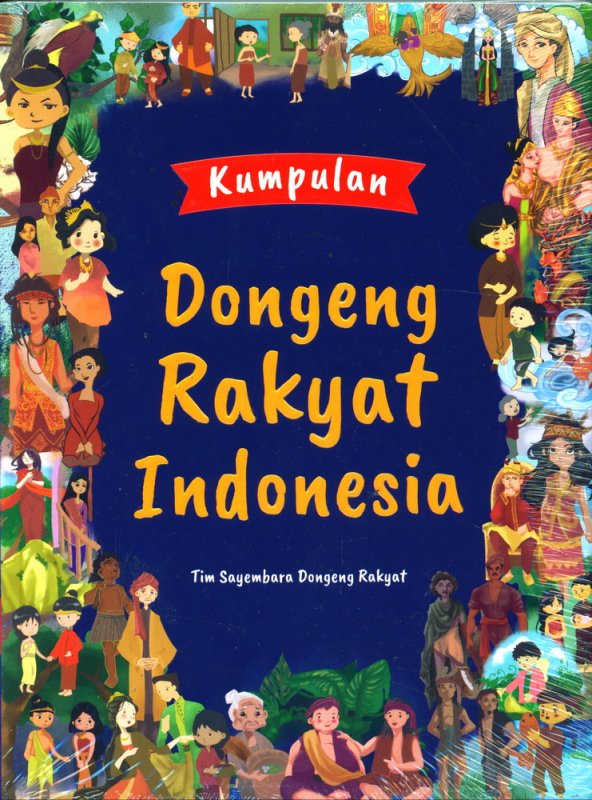 Kumpulan
Dongeng
Rakyat
Indonesia
Tim Sayembara Dongeng Rakyat